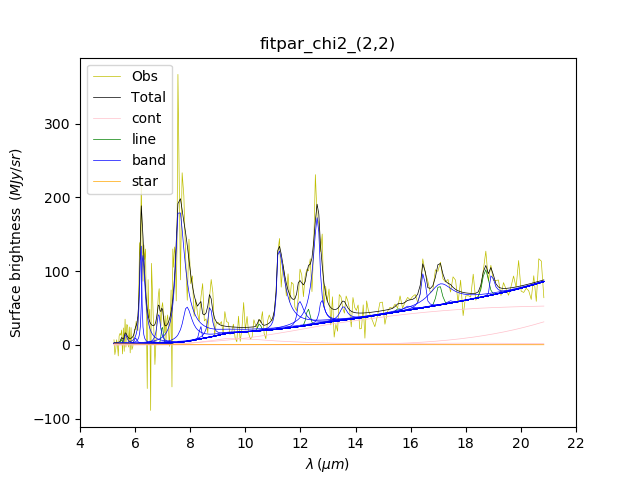 fitpar_chi2_(2,2)
Obs
Total
cont
line
band
star
Surface brightness (MJy/sr)
300
200
100
0
−100
4 6 8 10 12 14 16 18 20 22
λ (μm)